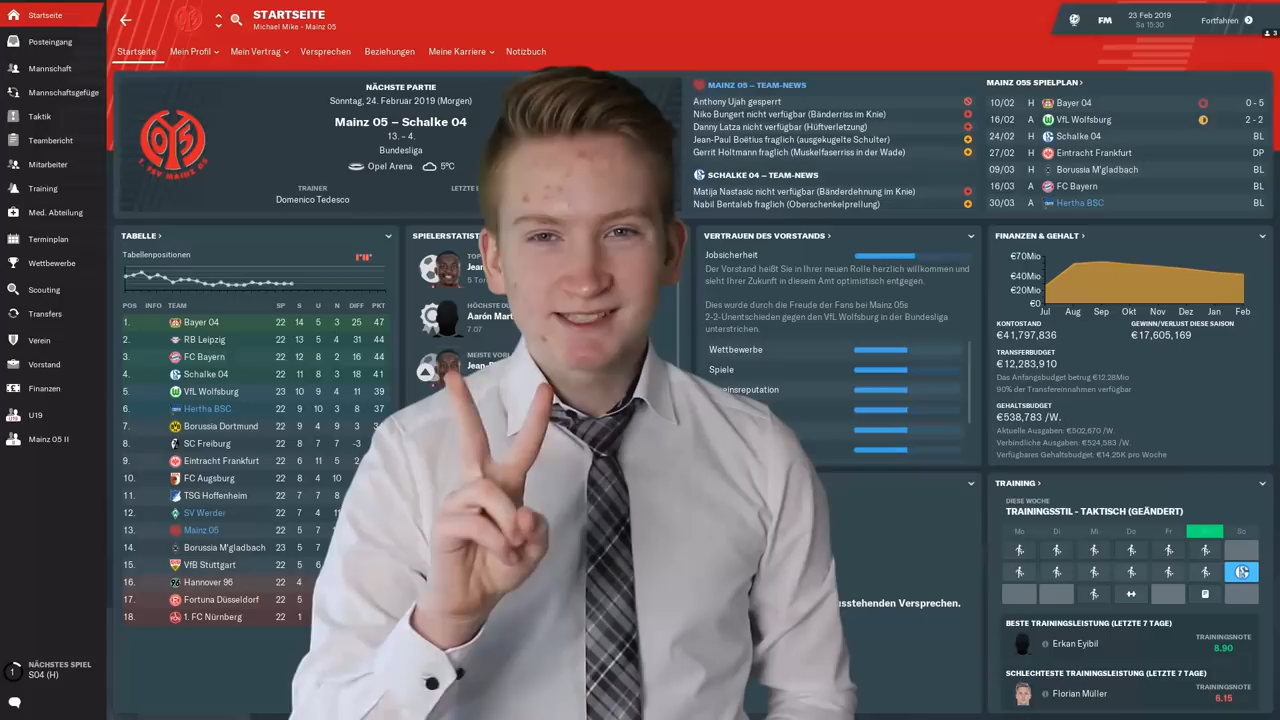 Startseite
Posteingang
Mannschaft
Mannschaftsgefüge
Taktik
Teambericht
Mitarbeiter
Training
Med. Abteilung
Terminplan
Wettbewerbe
Scouting
Transfers
Verein
Vorstand
Finanzen
U19
Mainz 05 II
NÄCHSTES SPIEL
S04 (H)
STARTSEITE
Michael Mike - Mainz 05
FM
23 Feb 2019
Sa 15:30
Fortfahren
3
Startseite
Mein Profil
Mein Vertrag
Versprechen
Beziehungen
Meine Karriere
Notizbuch
NÄCHSTE PARTIE
Sonntag, 24. Februar 2019 (Morgen)
Mainz 05 – Schalke 04
13. – 4.
Bundesliga
Opel Arena 5°C
TRAINER
Domenico Tedesco
MAINZ 05 – TEAM-NEWS
Anthony Ujah gesperrt
Niko Bungert nicht verfügbar (Bänderriss im Knie)
Danny Latza nicht verfügbar (Hüftverletzung)
Jean-Paul Boëtius fraglich (ausgekugelte Schulter)
Gerrit Holtmann fraglich (Muskelfaserriss in der Wade)
SCHALKE 04 – TEAM-NEWS
Matija Nastasic nicht verfügbar (Bänderdehnung im Knie)
Nabil Bentaleb fraglich (Oberschenkelprellung)
MAINZ 05S SPIELPLAN
10/02 H Bayer 04 0 - 5
16/02 A VfL Wolfsburg 2 - 2
24/02 H Schalke 04 BL
27/02 H Eintracht Frankfurt DP
09/03 H Borussia M'gladbach BL
16/03 A FC Bayern BL
30/03 A Hertha BSC BL
TABELLE
Tabellenpositionen
POS INFO TEAM SP S U N DIFF PKT
1. Bayer 04 22 14 5 3 25 47
2. RB Leipzig 22 13 5 4 31 44
3. FC Bayern 22 12 8 2 16 44
4. Schalke 04 22 11 8 3 18 41
5. VfL Wolfsburg 23 10 9 4 11 39
6. Hertha BSC 22 9 10 3 8 37
7. Borussia Dortmund 22 9 4 9
8. SC Freiburg 22 8 7 7 -3
9. Eintracht Frankfurt 22 6 11 5 2
10. FC Augsburg 22 8 4 10
11. TSG Hoffenheim 22 7 7 8
12. SV Werder 22 7 4
13. Mainz 05 22 5 7
14. Borussia M'gladbach 23 5 7
15. VfB Stuttgart 22 5 6
16. Hannover 96 22 4
17. Fortuna Düsseldorf 22 5
18. 1. FC Nürnberg 22 1
Aarón
7.07
VERTRAUEN DES VORSTANDS
Jobsicherheit
Der Vorstand heißt Sie in Ihrer neuen Rolle herzlich willkommen und
sieht Ihrer Zukunft in diesem Amt optimistisch entgegen.
Dies wurde durch die Freude der Fans bei Mainz 05s
2-2-Unentschieden gegen den VfL Wolfsburg in der Bundesliga
unterstrichen.
Wettbewerbe
Spiele
FINANZEN & GEHALT
€70Mio
€40Mio
€20Mio
€0
Jul Aug Sep Okt Nov Dez Jan Feb
KONTOSTAND
€41,797,836
GEWINN/VERLUST DIESE SAISON
€17,605,169
TRANSFERBUDGET
€12,283,910
Das Anfangsbudget betrug €12.28Mio
90% der Transfereinnahmen verfügbar
GEHALTSBUDGET
€538,783 /W.
Aktuelle Ausgaben: €502,670 /W.
Verbindliche Ausgaben: €524,583 /W.
Verfügbares Gehaltsbudget: €14.25K pro Woche
Versprechen.
TRAINING
DIESE WOCHE
TRAININGSSTIL - TAKTISCH (GEÄNDERT)
Mo Di Mi Do Fr So
BESTE TRAININGSLEISTUNG (LETZTE 7 TAGE)
Erkan Eyibil
TRAININGSNOTE
8.90
SCHLECHTESTE TRAININGSLEISTUNG (LETZTE 7 TAGE)
Florian Müller
TRAININGSNOTE
6.15